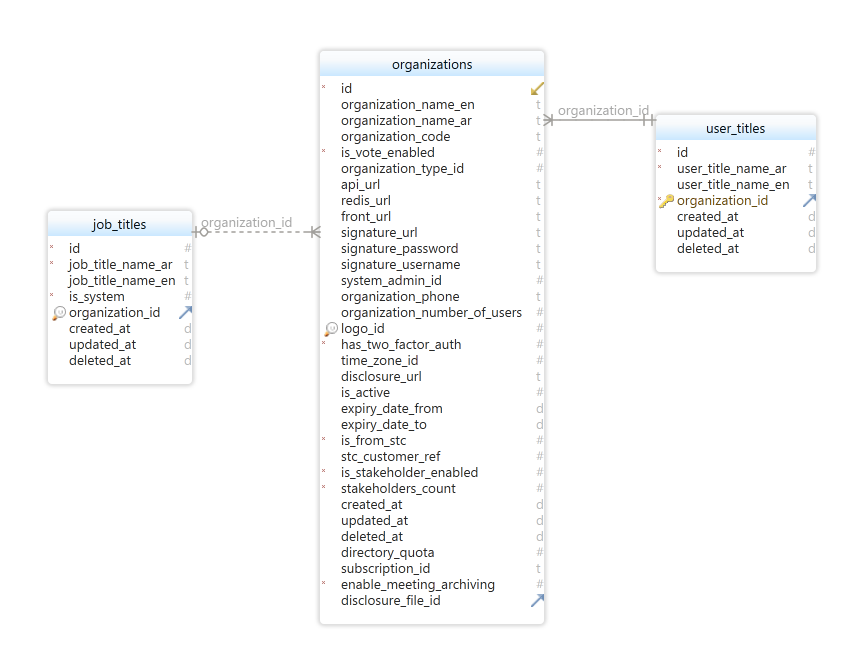 organizations
id
organization_name_en t
organization_name_ar t
organization_code t
* is_vote_enabled #
organization_type_id #
api_url t
redis_url t
front_url t
signature_url t
signature_password t
signature_username t
system_admin_id #
organization_phone t
organization_number_of_users #
logo_id #
* has_two_factor_auth #
time_zone_id #
disclosure_url t
is_active #
expiry_date_from d
expiry_date_to d
* is_from_stc #
stc_customer_ref #
* is_stakeholder_enabled #
* stakeholders_count #
created_at d
updated_at d
deleted_at d
directory_quota #
subscription_id t
* enable_meeting_archiving #
disclosure_file_id
organization_id
user_titles
* id #
* user_title_name_ar t
user_title_name_en t
* organization_id
created_at d
updated_at d
deleted_at d
organization_id
job_titles
* id #
* job_title_name_ar t
job_title_name_en t
* is_system #
organization_id
created_at d
updated_at d
deleted_at d